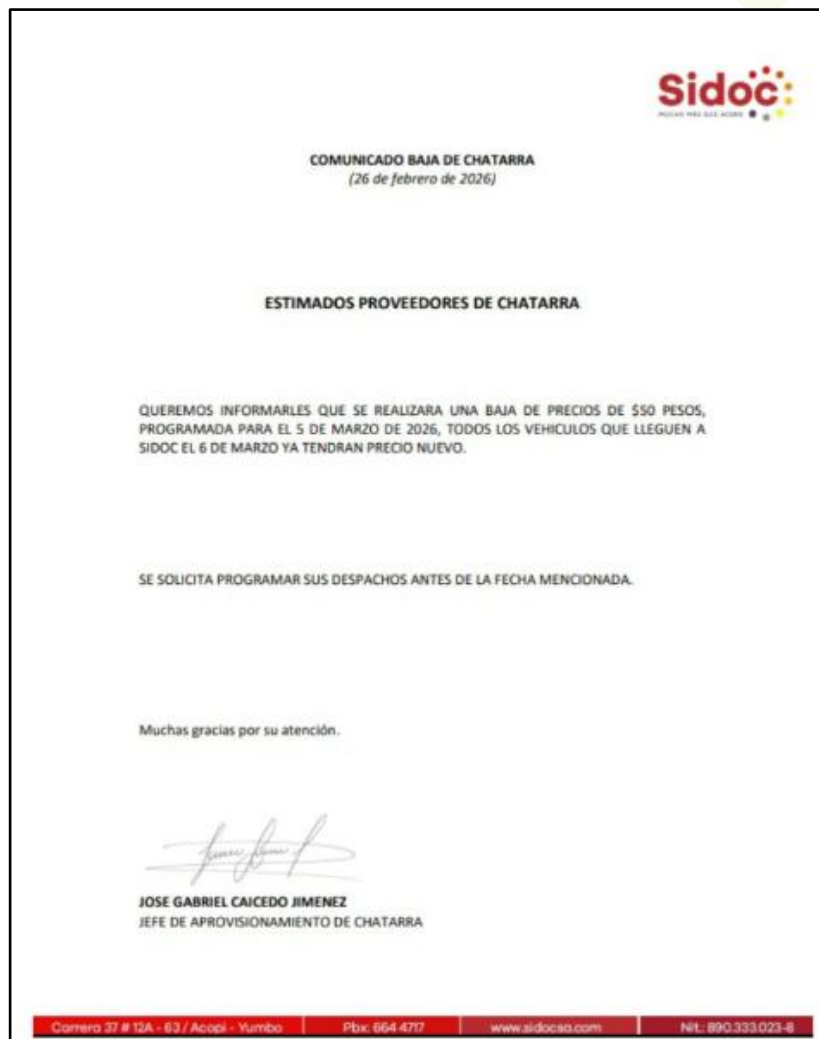 Sidoc
MUCHO MÁS QUE ACERO
COMUNICADO BAJA DE CHATARRA
(26 de febrero de 2026)
ESTIMADOS PROVEEDORES DE CHATARRA
QUEREMOS INFORMARLES QUE SE REALIZARA UNA BAJA DE PRECIOS DE $50 PESOS,
PROGRAMADA PARA EL 5 DE MARZO DE 2026, TODOS LOS VEHICULOS QUE LLEGUEN A
SIDOC EL 6 DE MARZO YA TENDRAN PRECIO NUEVO.
SE SOLICITA PROGRAMAR SUS DESPACHOS ANTES DE LA FECHA MENCIONADA.
Muchas gracias por su atención.
JOSE GABRIEL CAICEDO JIMENEZ
JEFE DE APROVISIONAMIENTO DE CHATARRA
Carrera 37 # 12A - 63 / Acopi - Yumbo Pbx: 664 4717 www.sidocsa.com Nit.: 890.333.023-8